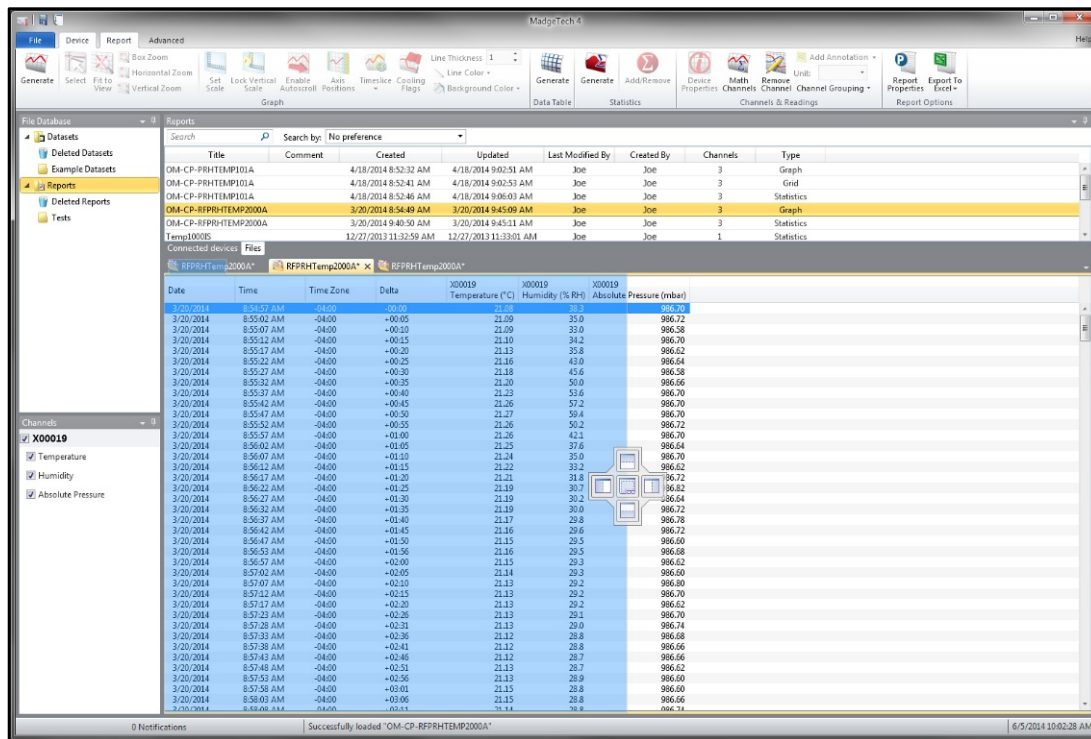 MadgeTech 4
File Device Report Advanced Help
Generate
Select
Fit to View
Box Zoom
Horizontal Zoom
Vertical Zoom
Set Scale
Lock Vertical Scale
Enable Autoscroll
Axis Positions
Timeslice
Cooling Flags
Line Thickness 1
Line Color
Background Color
Graph
Generate
Data Table
Generate
Add/Remove
Statistics
Device Properties
Math Channels
Remove Channel
Add Annotation
Unit:
Channel Grouping
Channels & Readings
Report Properties
Export To Excel
Report Options
File Database
Datasets
Deleted Datasets
Example Datasets
Reports
Deleted Reports
Tests
Reports
Search Search by: No preference
Title Comment Created Updated Last Modified By Created By Channels Type
OM-CP-PRHTEMP101A 4/18/2014 8:52:32 AM 4/18/2014 9:02:51 AM Joe Joe 3 Graph
OM-CP-PRHTEMP101A 4/18/2014 8:52:41 AM 4/18/2014 9:02:53 AM Joe Joe 3 Grid
OM-CP-PRHTEMP101A 4/18/2014 8:52:46 AM 4/18/2014 9:06:03 AM Joe Joe 3 Statistics
OM-CP-RFPRHTEMP2000A 3/20/2014 8:54:49 AM 3/20/2014 9:45:09 AM Joe Joe 3 Graph
OM-CP-RFPRHTEMP2000A 3/20/2014 9:40:50 AM 3/20/2014 9:45:11 AM Joe Joe 3 Statistics
Temp1000IS 12/27/2013 11:32:59 AM 12/27/2013 11:33:01 AM Joe Joe 1 Statistics
Connected devices Files
RFPRHTemp2000A* RFPRHTemp2000A* RFPRHTemp2000A*
Date Time Time Zone Delta X00019 Temperature (°C) X00019 Humidity (% RH) X00019 Absolute Pressure (mbar)
3/20/2014 8:54:57 AM -04:00 -00:00 21.08 38.3 986.70
3/20/2014 8:55:02 AM -04:00 +00:05 21.09 35.0 986.72
3/20/2014 8:55:07 AM -04:00 +00:10 21.09 33.0 986.58
3/20/2014 8:55:12 AM -04:00 +00:15 21.10 34.2 986.70
3/20/2014 8:55:17 AM -04:00 +00:20 21.13 35.8 986.62
3/20/2014 8:55:22 AM -04:00 +00:25 21.16 43.0 986.64
3/20/2014 8:55:27 AM -04:00 +00:30 21.18 45.6 986.58
3/20/2014 8:55:32 AM -04:00 +00:35 21.20 50.0 986.66
3/20/2014 8:55:37 AM -04:00 +00:40 21.23 53.6 986.70
3/20/2014 8:55:42 AM -04:00 +00:45 21.26 57.2 986.70
3/20/2014 8:55:47 AM -04:00 +00:50 21.27 59.4 986.70
3/20/2014 8:55:52 AM -04:00 +00:55 21.26 50.2 986.72
3/20/2014 8:55:57 AM -04:00 +01:00 21.26 42.1 986.70
3/20/2014 8:56:02 AM -04:00 +01:05 21.25 37.6 986.64
3/20/2014 8:56:07 AM -04:00 +01:10 21.24 35.0 986.70
3/20/2014 8:56:12 AM -04:00 +01:15 21.22 33.2 986.62
3/20/2014 8:56:17 AM -04:00 +01:20 21.21 31.8 986.72
3/20/2014 8:56:22 AM -04:00 +01:25 21.19 30.7 986.82
3/20/2014 8:56:27 AM -04:00 +01:30 21.19 30.2 986.64
3/20/2014 8:56:32 AM -04:00 +01:35 21.19 30.0 986.72
3/20/2014 8:56:37 AM -04:00 +01:40 21.17 29.8 986.78
3/20/2014 8:56:42 AM -04:00 +01:45 21.16 29.6 986.72
3/20/2014 8:56:47 AM -04:00 +01:50 21.15 29.5 986.60
3/20/2014 8:56:53 AM -04:00 +01:56 21.16 29.5 986.68
3/20/2014 8:56:57 AM -04:00 +02:00 21.15 29.3 986.62
3/20/2014 8:57:02 AM -04:00 +02:05 21.14 29.3 986.60
3/20/2014 8:57:07 AM -04:00 +02:10 21.13 29.2 986.80
3/20/2014 8:57:12 AM -04:00 +02:15 21.13 29.2 986.70
3/20/2014 8:57:17 AM -04:00 +02:20 21.13 29.2 986.62
3/20/2014 8:57:23 AM -04:00 +02:26 21.13 29.1 986.70
3/20/2014 8:57:28 AM -04:00 +02:31 21.13 29.0 986.74
3/20/2014 8:57:33 AM -04:00 +02:36 21.12 28.8 986.68
3/20/2014 8:57:38 AM -04:00 +02:41 21.12 28.8 986.66
3/20/2014 8:57:43 AM -04:00 +02:46 21.12 28.7 986.66
3/20/2014 8:57:48 AM -04:00 +02:51 21.13 28.7 986.62
3/20/2014 8:57:53 AM -04:00 +02:56 21.13 28.9 986.60
3/20/2014 8:57:58 AM -04:00 +03:01 21.15 28.8 986.60
3/20/2014 8:58:03 AM -04:00 +03:06 21.15 28.8 986.66
Channels
X00019
Temperature
Humidity
Absolute Pressure
0 Notifications Successfully loaded "OM-CP-RFPRHTEMP2000A" 6/5/2014 10:02:28 AM